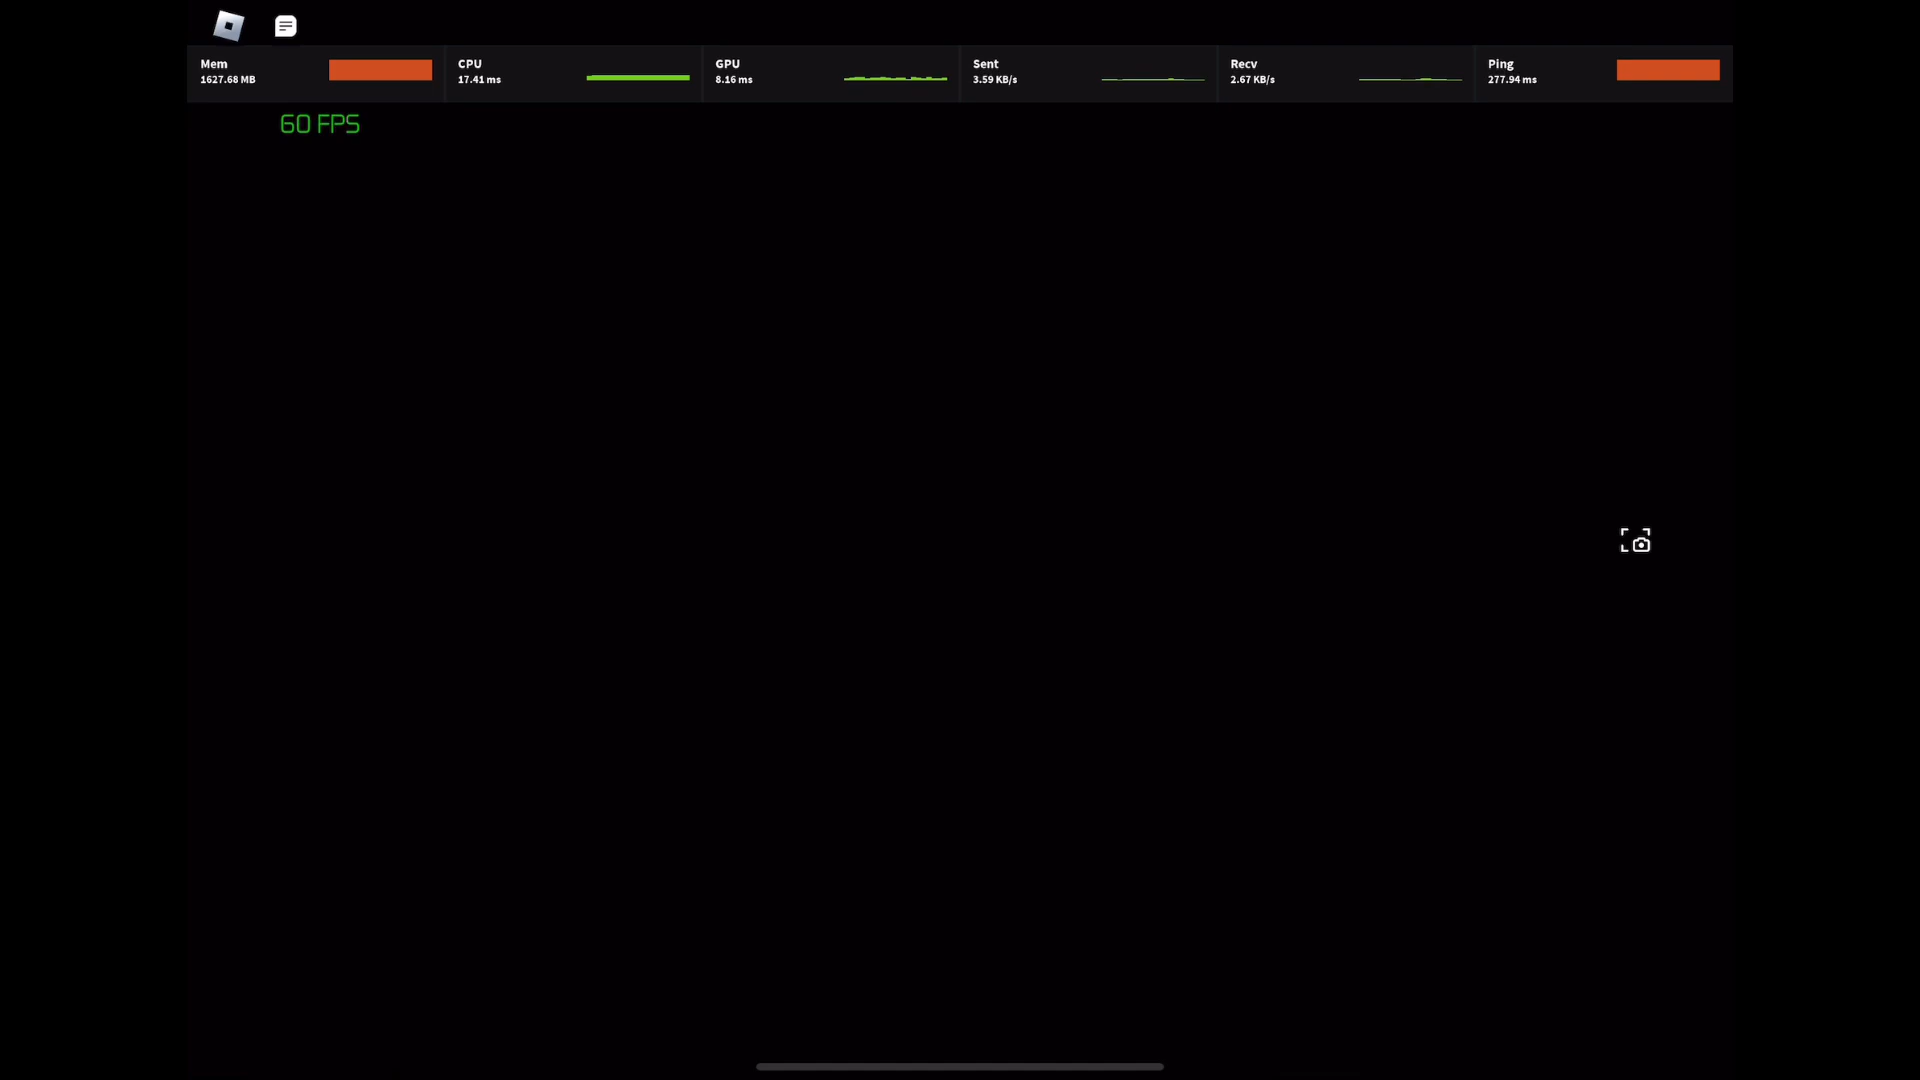 Mem
1627.68 MB
CPU
17.41 ms
GPU
8.16 ms
Sent
3.59 KB/s
Recv
2.67 KB/s
Ping
277.94 ms
60 FPS